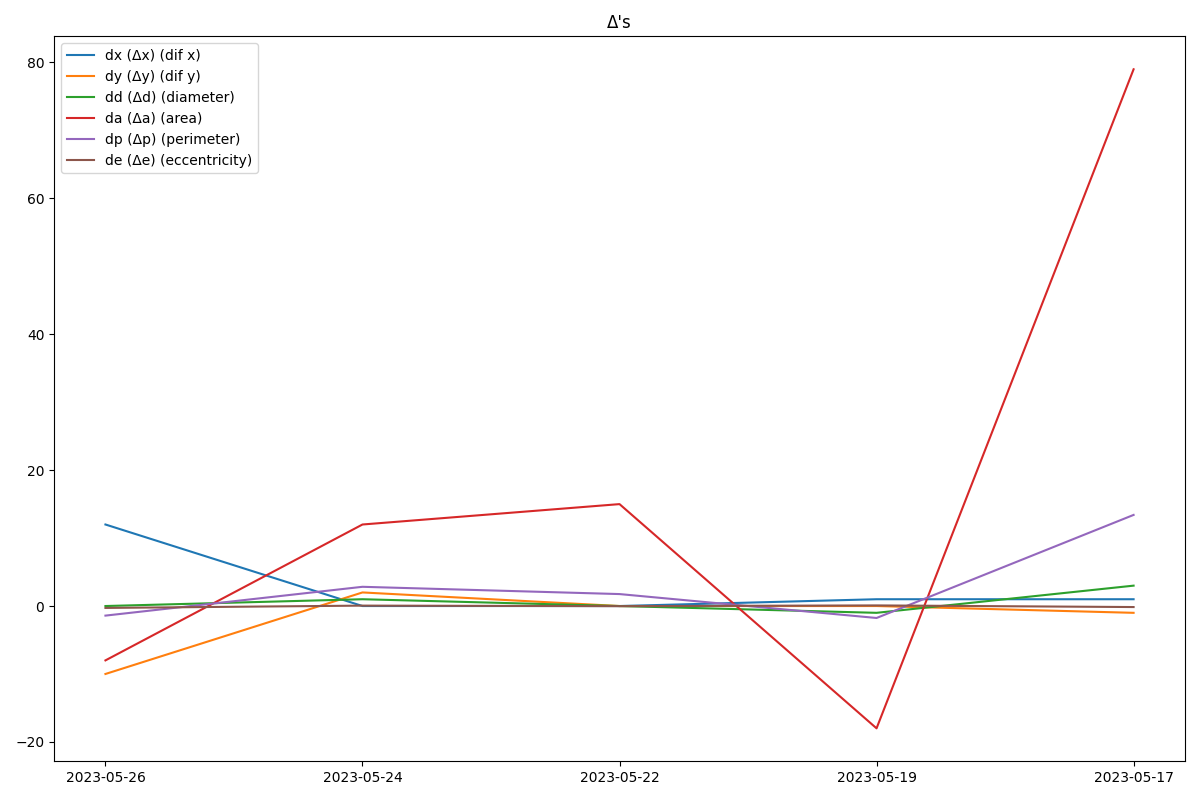 Δ's
dx (Δx) (dif x)
dy (Δy) (dif y)
dd (Δd) (diameter)
da (Δa) (area)
dp (Δp) (perimeter)
de (Δe) (eccentricity)
80
60
40
20
0
−20
2023-05-26 2023-05-24 2023-05-22 2023-05-19 2023-05-17